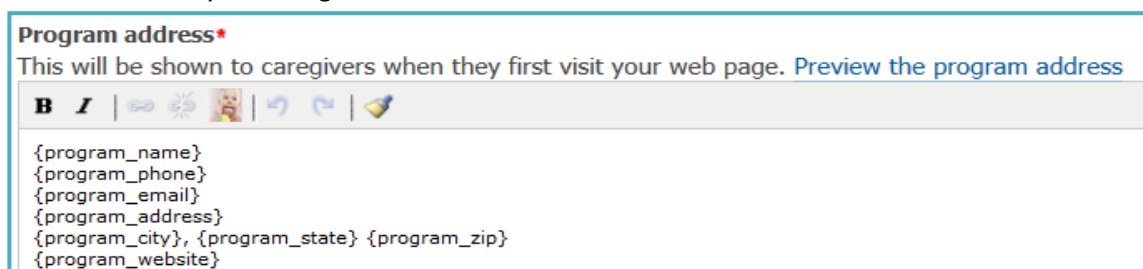 Program address*
This will be shown to caregivers when they first visit your web page. Preview the program address
B I
{program_name}
{program_phone}
{program_email}
{program_address}
{program_city}, {program_state} {program_zip}
{program_website}